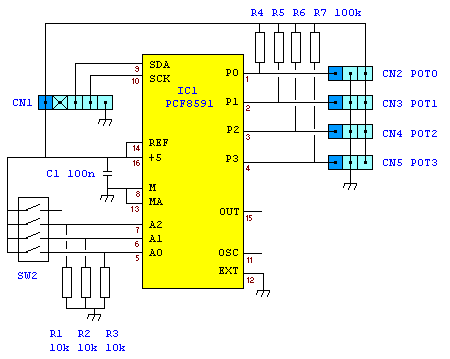 R4 R5 R6 R7 100k
SDA
9
SCK
10
IC1
PCF8591
P0
1
CN2 POT0
CN1
P1
2
CN3 POT1
P2
3
CN4 POT2
REF
14
+5
16
P3
4
CN5 POT3
C1 100n
M
8
MA
13
OUT
15
A2
7
A1
6
A0
5
OSC
11
EXT
12
SW2
R1 R2 R3
10k 10k 10k